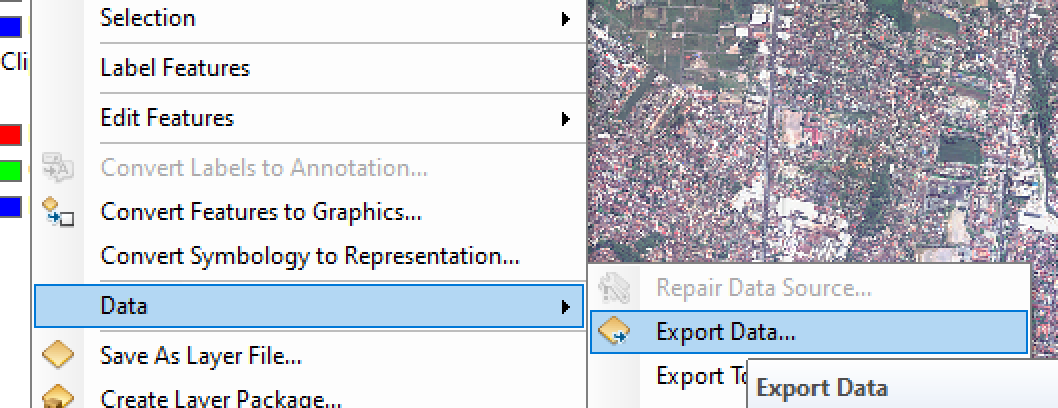 Selection
Cli
Label Features
Edit Features
Convert Labels to Annotation...
Convert Features to Graphics...
Convert Symbology to Representation...
Data
Save As Layer File...
Create Layer Package...
Repair Data Source...
Export Data...
Export
Export Data